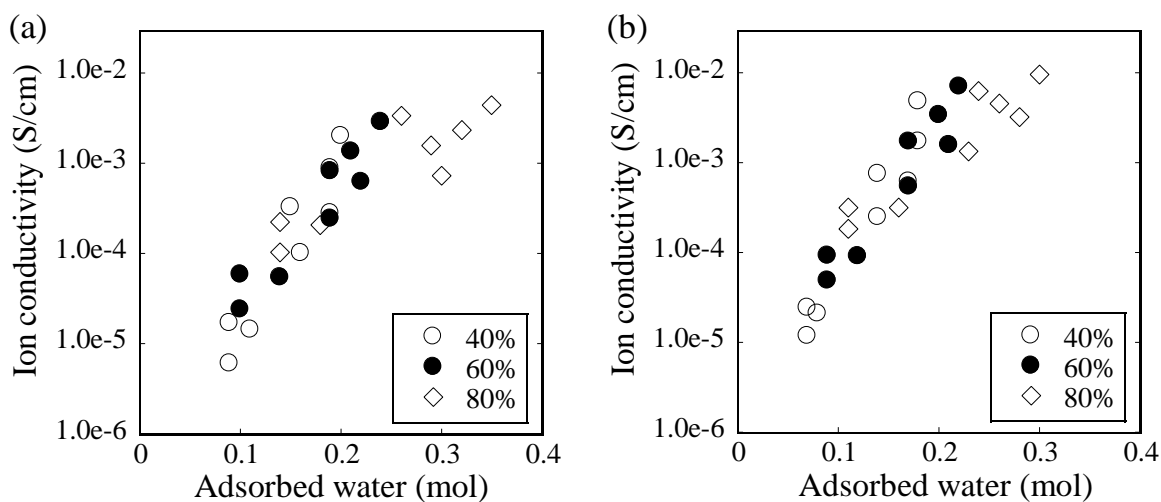 (a)
Ion conductivity (S/cm)
1.0e-2
1.0e-3
1.0e-4
1.0e-5
1.0e-6
0
0.1
0.2
0.3
0.4
Adsorbed water (mol)
40%
60%
80%
(b)
Ion conductivity (S/cm)
1.0e-2
1.0e-3
1.0e-4
1.0e-5
1.0e-6
0
0.1
0.2
0.3
0.4
Adsorbed water (mol)
40%
60%
80%